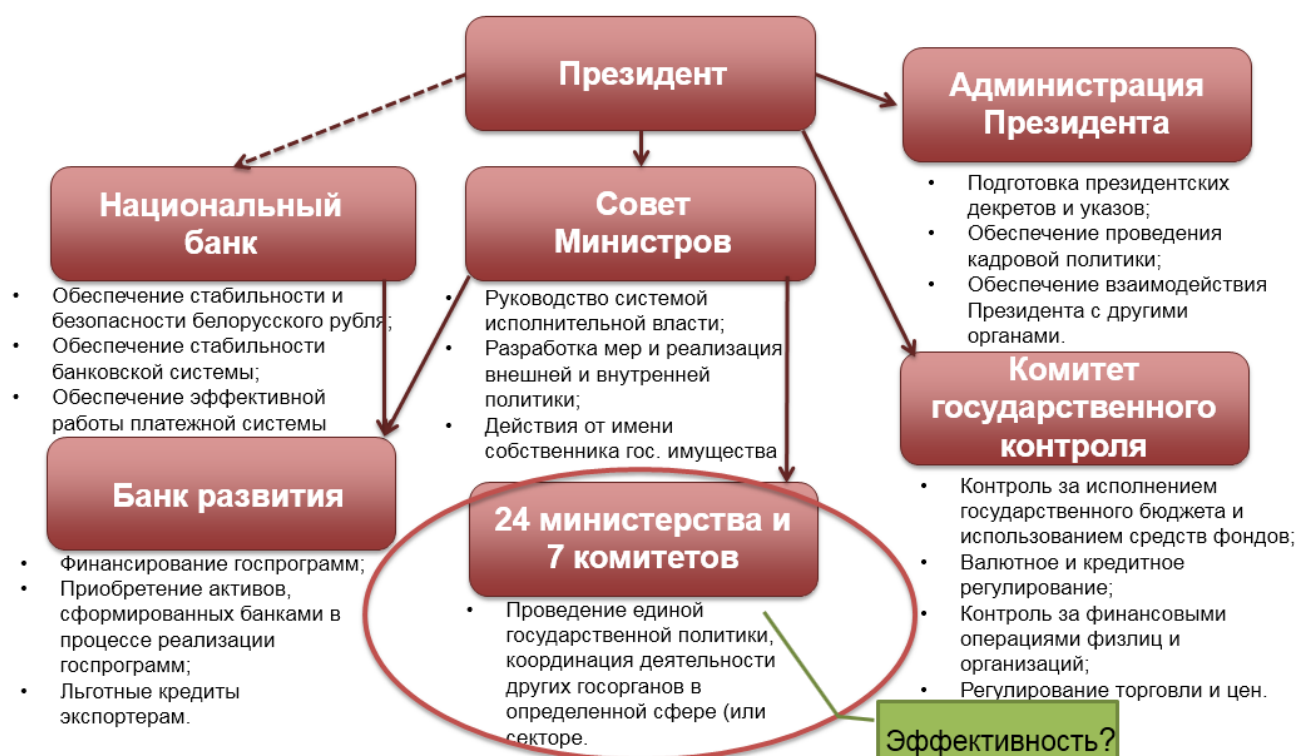 Президент
Администрация
Президента
• Подготовка президентских
декретов и указов;
• Обеспечение проведения
кадровой политики;
• Обеспечение взаимодействия
Президента с другими
органами.
Национальный
банк
• Обеспечение стабильности и
безопасности белорусского рубля;
• Обеспечение стабильности
банковской системы;
• Обеспечение эффективной
работы платежной системы
Совет
Министров
• Руководство системой
исполнительной власти;
• Разработка мер и реализация
внешней и внутренней
политики;
• Действия от имени
собственника гос. имущества
Комитет
государственного
контроля
• Контроль за исполнением
государственного бюджета и
использованием средств фондов;
• Валютное и кредитное
регулирование;
• Контроль за финансовыми
операциями физлиц и
организаций;
• Регулирование торговли и цен.
Банк развития
• Финансирование госпрограмм;
• Приобретение активов,
сформированных банками в
процессе реализации
госпрограмм;
• Льготные кредиты
экспортерам.
24 министерства и
7 комитетов
• Проведение единой
государственной политики,
координация деятельности
других госорганов в
определенной сфере (или
секторе.
Эффективность?